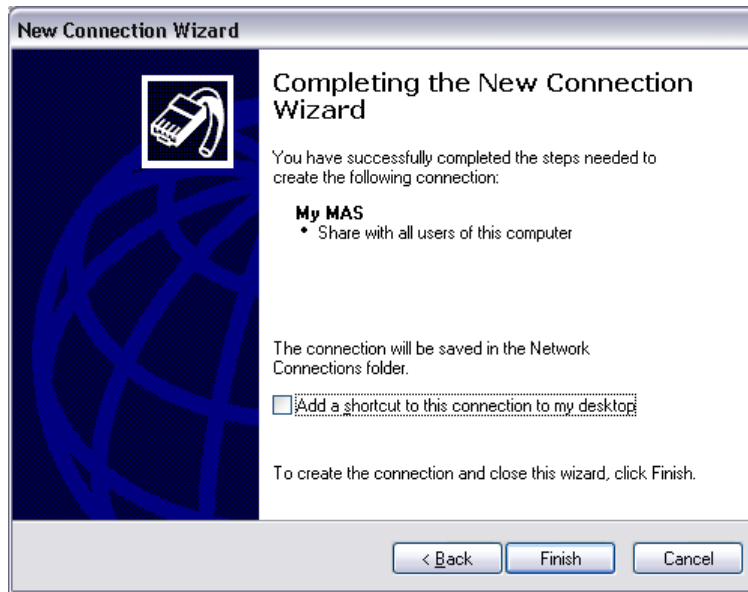 New Connection Wizard
Completing the New Connection
Wizard
You have successfully completed the steps needed to
create the following connection:
My MAS
• Share with all users of this computer
The connection will be saved in the Network
Connections folder.
Add a shortcut to this connection to my desktop
To create the connection and close this wizard, click Finish.
< Back
Finish
Cancel